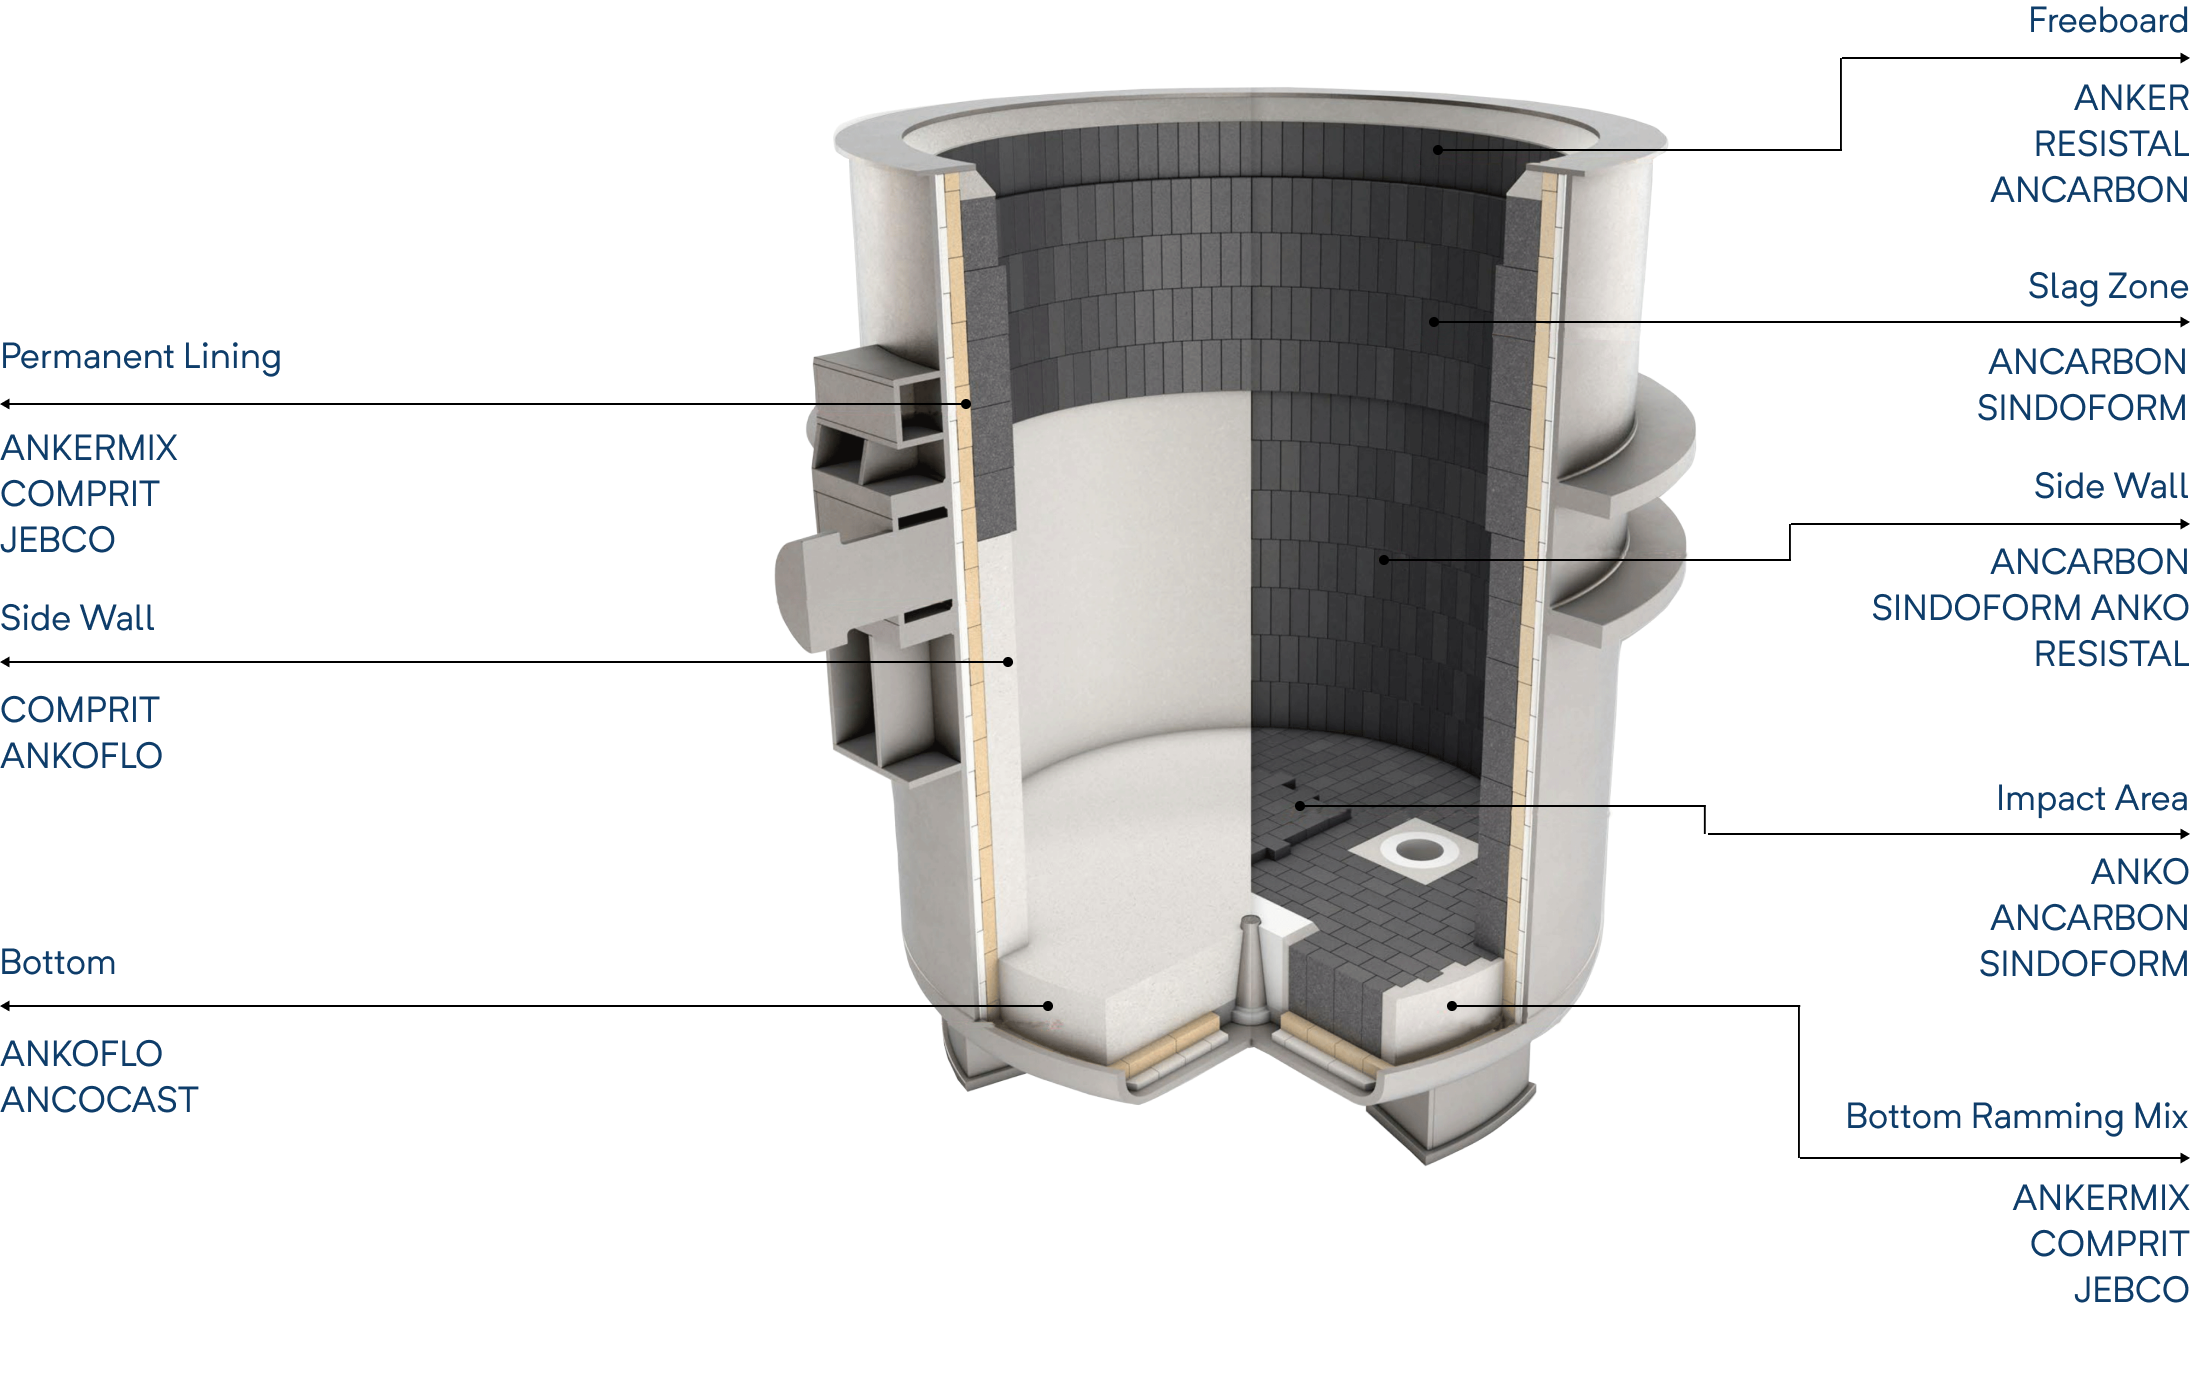 Permanent Lining
ANKERMIX
COMPRIT
JEBCO
Side Wall
COMPRIT
ANKOFLO
Bottom
ANKOFLO
ANCOCAST
Freeboard
ANKER
RESISTAL
ANCARBON
Slag Zone
ANCARBON
SINDOFORM
Side Wall
ANCARBON
SINDOFORM ANKO
RESISTAL
Impact Area
ANKO
ANCARBON
SINDOFORM
Bottom Ramming Mix
ANKERMIX
COMPRIT
JEBCO